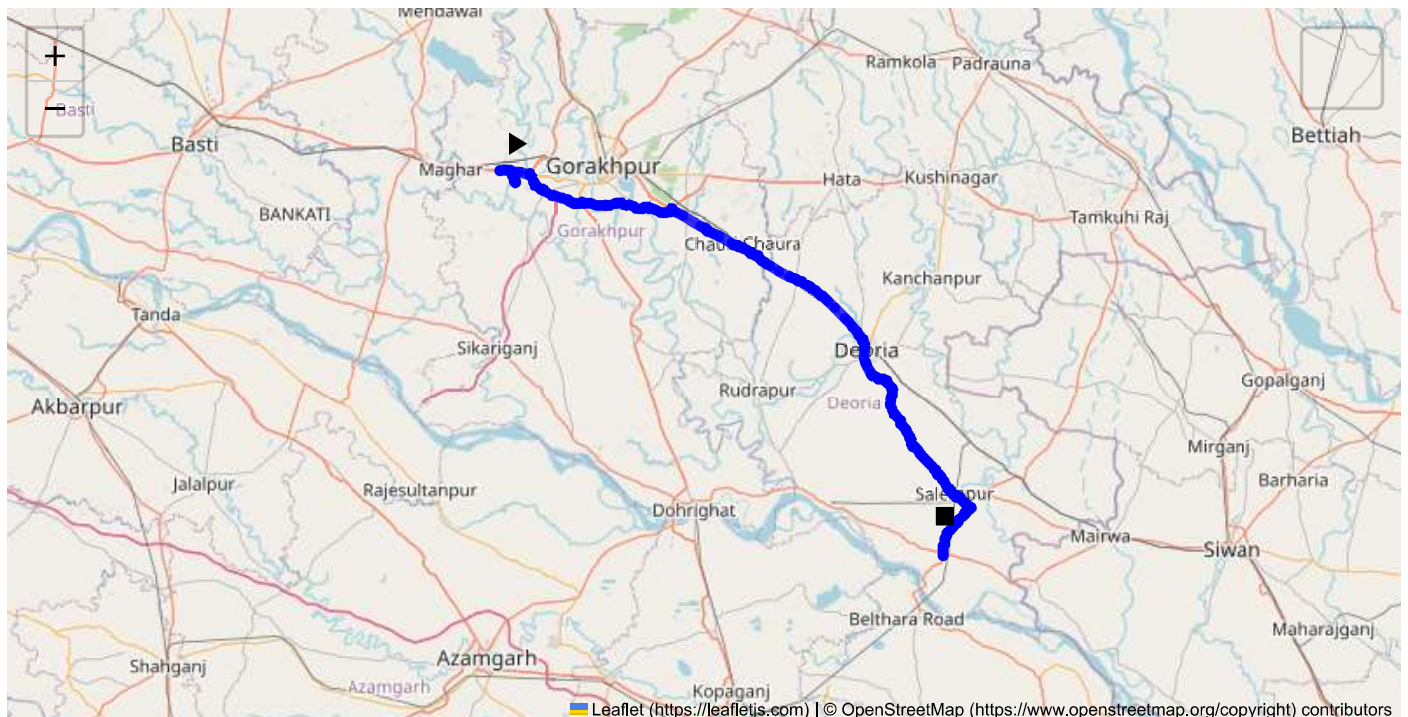 Mendawal
+
Ramkola
Padrauna
Basti
−
Bettiah
Basti
Gorakhpur
Maghar
Hata
Kushinagar
BANKATI
Tamkuhi Raj
Gorakhpur
Chauri Chaura
Kanchanpur
Tanda
Sikariganj
Deoria
Gopalganj
Rudrapur
Akbarpur
Deoria
Mirganj
Jalalpur
Rajesultanpur
Barharia
Salempur
Dohrighat
Mairwa
Siwan
Belthara Road
Maharajganj
Azamgarh
Shahganj
Azamgarh
Kopaganj
Leaflet (https://leafletjs.com) | © OpenStreetMap (https://www.openstreetmap.org/copyright) contributors